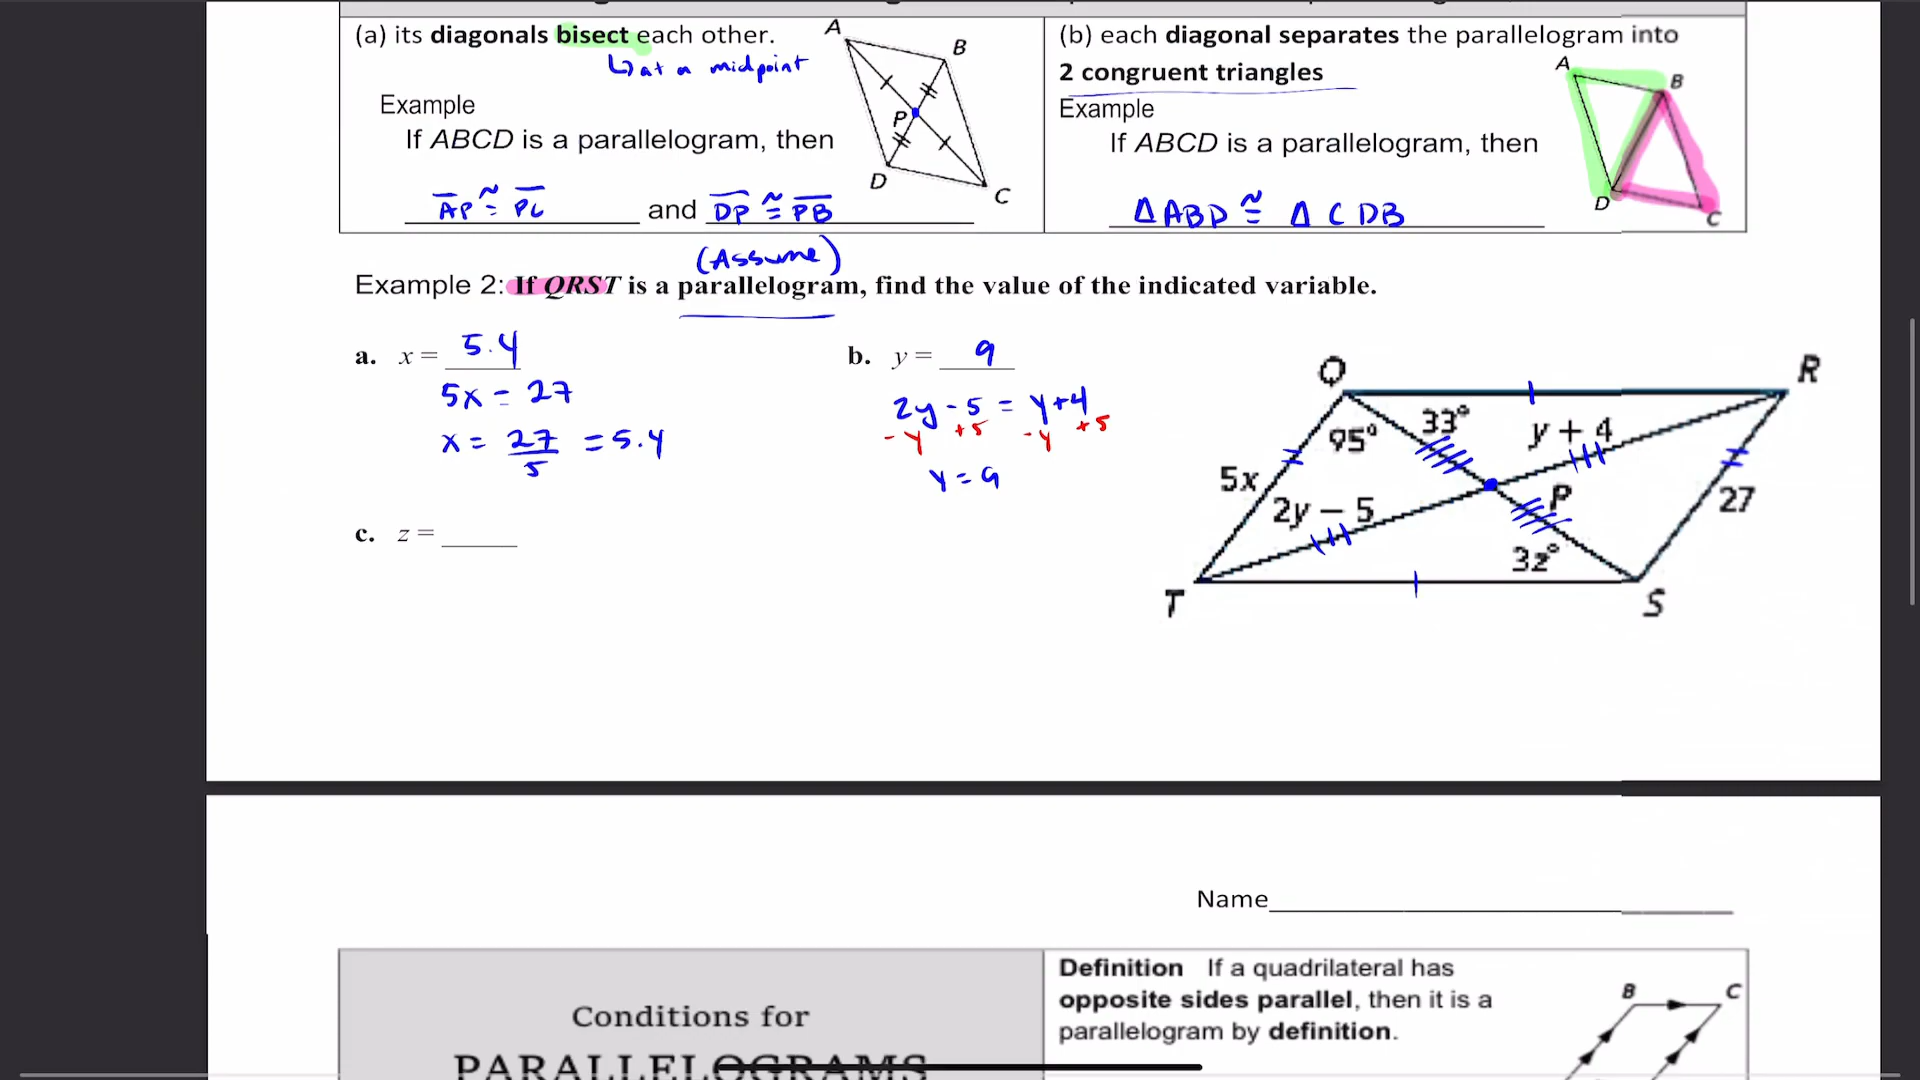 (a) its diagonals bisect each other.
↳ at a midpoint
Example
If ABCD is a parallelogram, then
AP ≅ PC and DP ≅ PB
A
B
P
D
C
(b) each diagonal separates the parallelogram into
2 congruent triangles
Example
If ABCD is a parallelogram, then
Δ ABD ≅ Δ CDB
A
B
D
C
(Assume)
Example 2: If QRST is a parallelogram, find the value of the indicated variable.
a. x = 5.4
5x = 27
x = 27/5 = 5.4
b. y = 9
2y - 5 = y + 4
- y + 5 - y + 5
y = 9
c. z = _____
Q
R
33°
95°
y + 4
5x
2y – 5
P
27
3z°
T
S
Name
Conditions for
PARALLELOGRAMS
Definition If a quadrilateral has
opposite sides parallel, then it is a
parallelogram by definition.
B
C